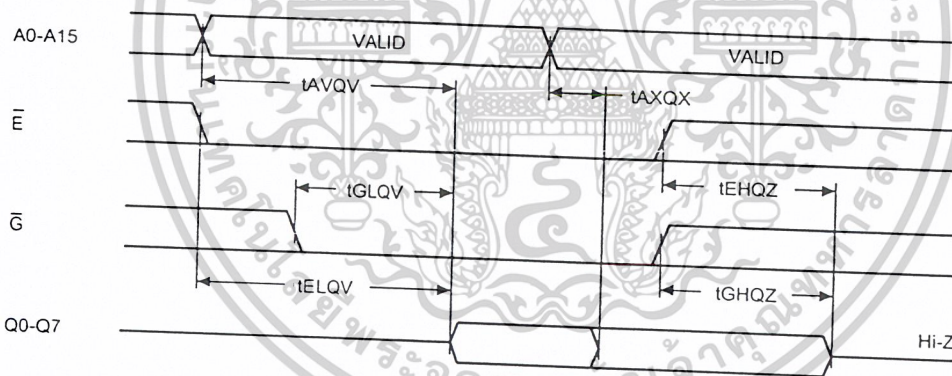 A0-A15
VALID
VALID
tAVQV
tAXQX
E
tGLQV
tEHQZ
G
tELQV
tGHQZ
Q0-Q7
Hi-Z